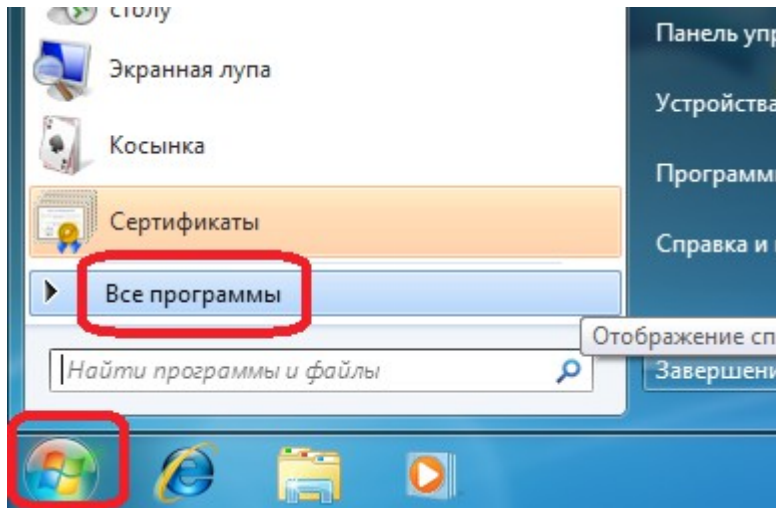 столу
Экранная лупа
Косынка
Сертификаты
Все программы
Найти программы и файлы
Панель упр
Устройства
Программ
Справка и
Отображение сп
Завершени